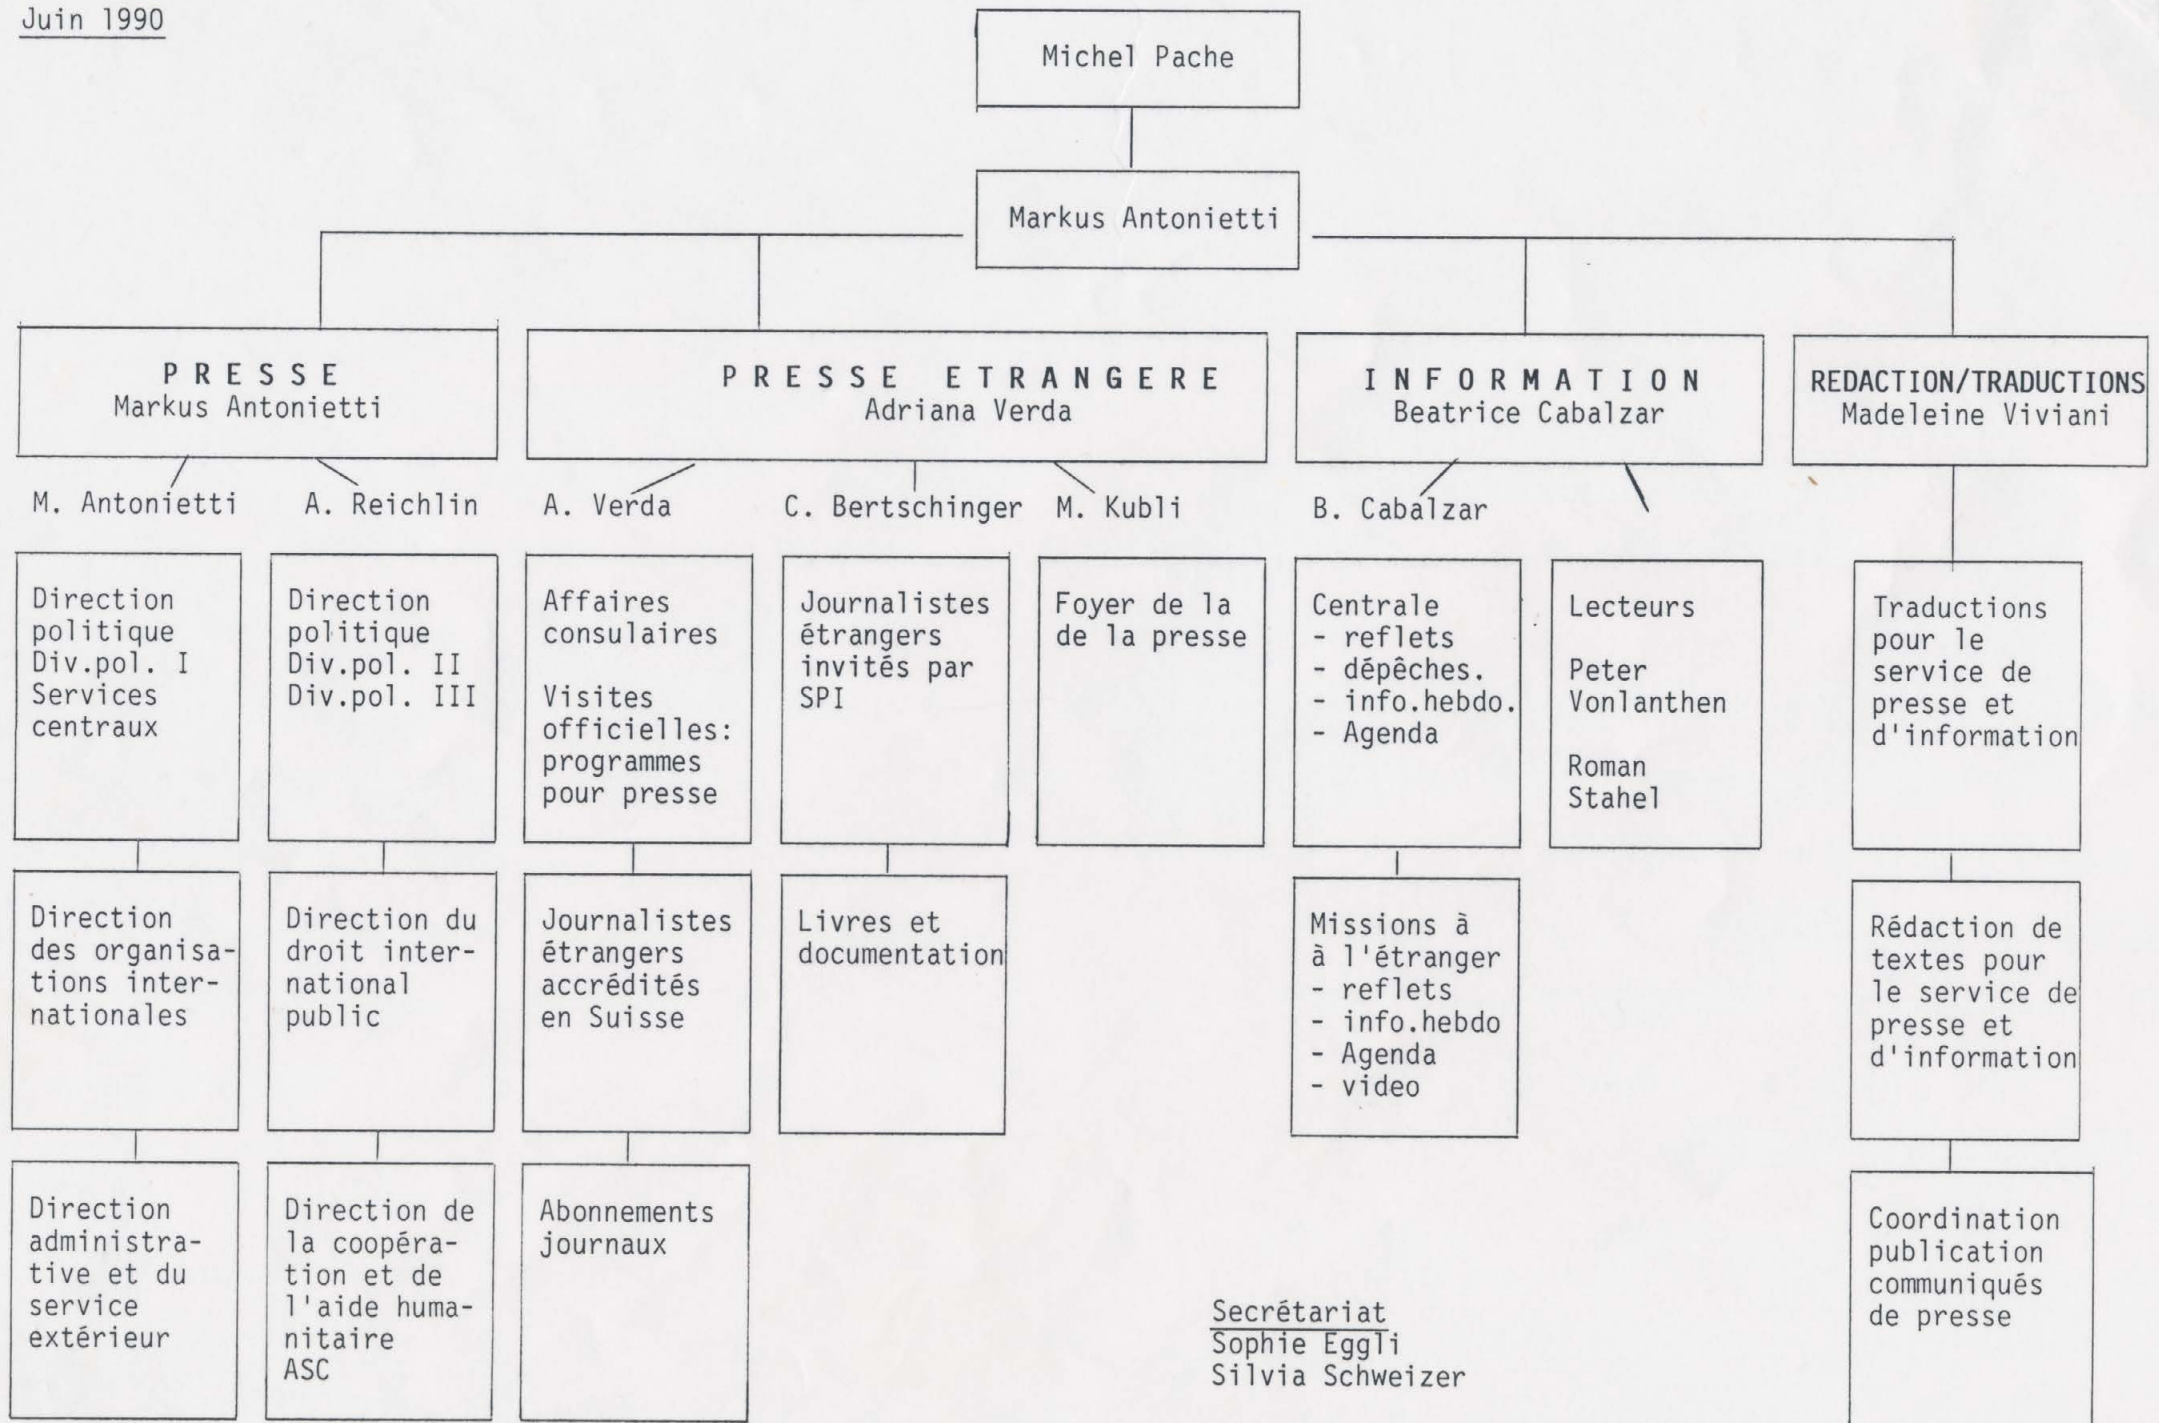 Juin 1990
Michel Pache
Markus Antonietti
PRESSE
Markus Antonietti
PRESSE ETRANGERE
Adriana Verda
INFORMATION
Beatrice Cabalzar
REDACTION/TRADUCTIONS
Madeleine Viviani
M. Antonietti
A. Reichlin
A. Verda
C. Bertschinger
M. Kubli
B. Cabalzar
Direction
politique
Div.pol. I
Services
centraux
Direction
politique
Div.pol. II
Div.pol. III
Affaires
consulaires
Visites
officielles:
programmes
pour presse
Journalistes
étrangers
invités par
SPI
Foyer de la
de la presse
Centrale
- reflets
- dépêches.
- info.hebdo.
- Agenda
Lecteurs
Peter
Vonlanthen
Roman
Stahel
Traductions
pour le
service de
presse et
d'information
Direction
des organisa-
tions inter-
nationales
Direction du
droit inter-
national
public
Journalistes
étrangers
accrédités
en Suisse
Livres et
documentation
Missions à
à l'étranger
- reflets
- info.hebdo
- Agenda
- video
Rédaction de
textes pour
le service de
presse et
d'information
Direction
administra-
tive et du
service
extérieur
Direction de
la coopéra-
tion et de
l'aide huma-
nitaire
ASC
Abonnements
journaux
Coordination
publication
communiqués
de presse
Secrétariat
Sophie Eggli
Silvia Schweizer